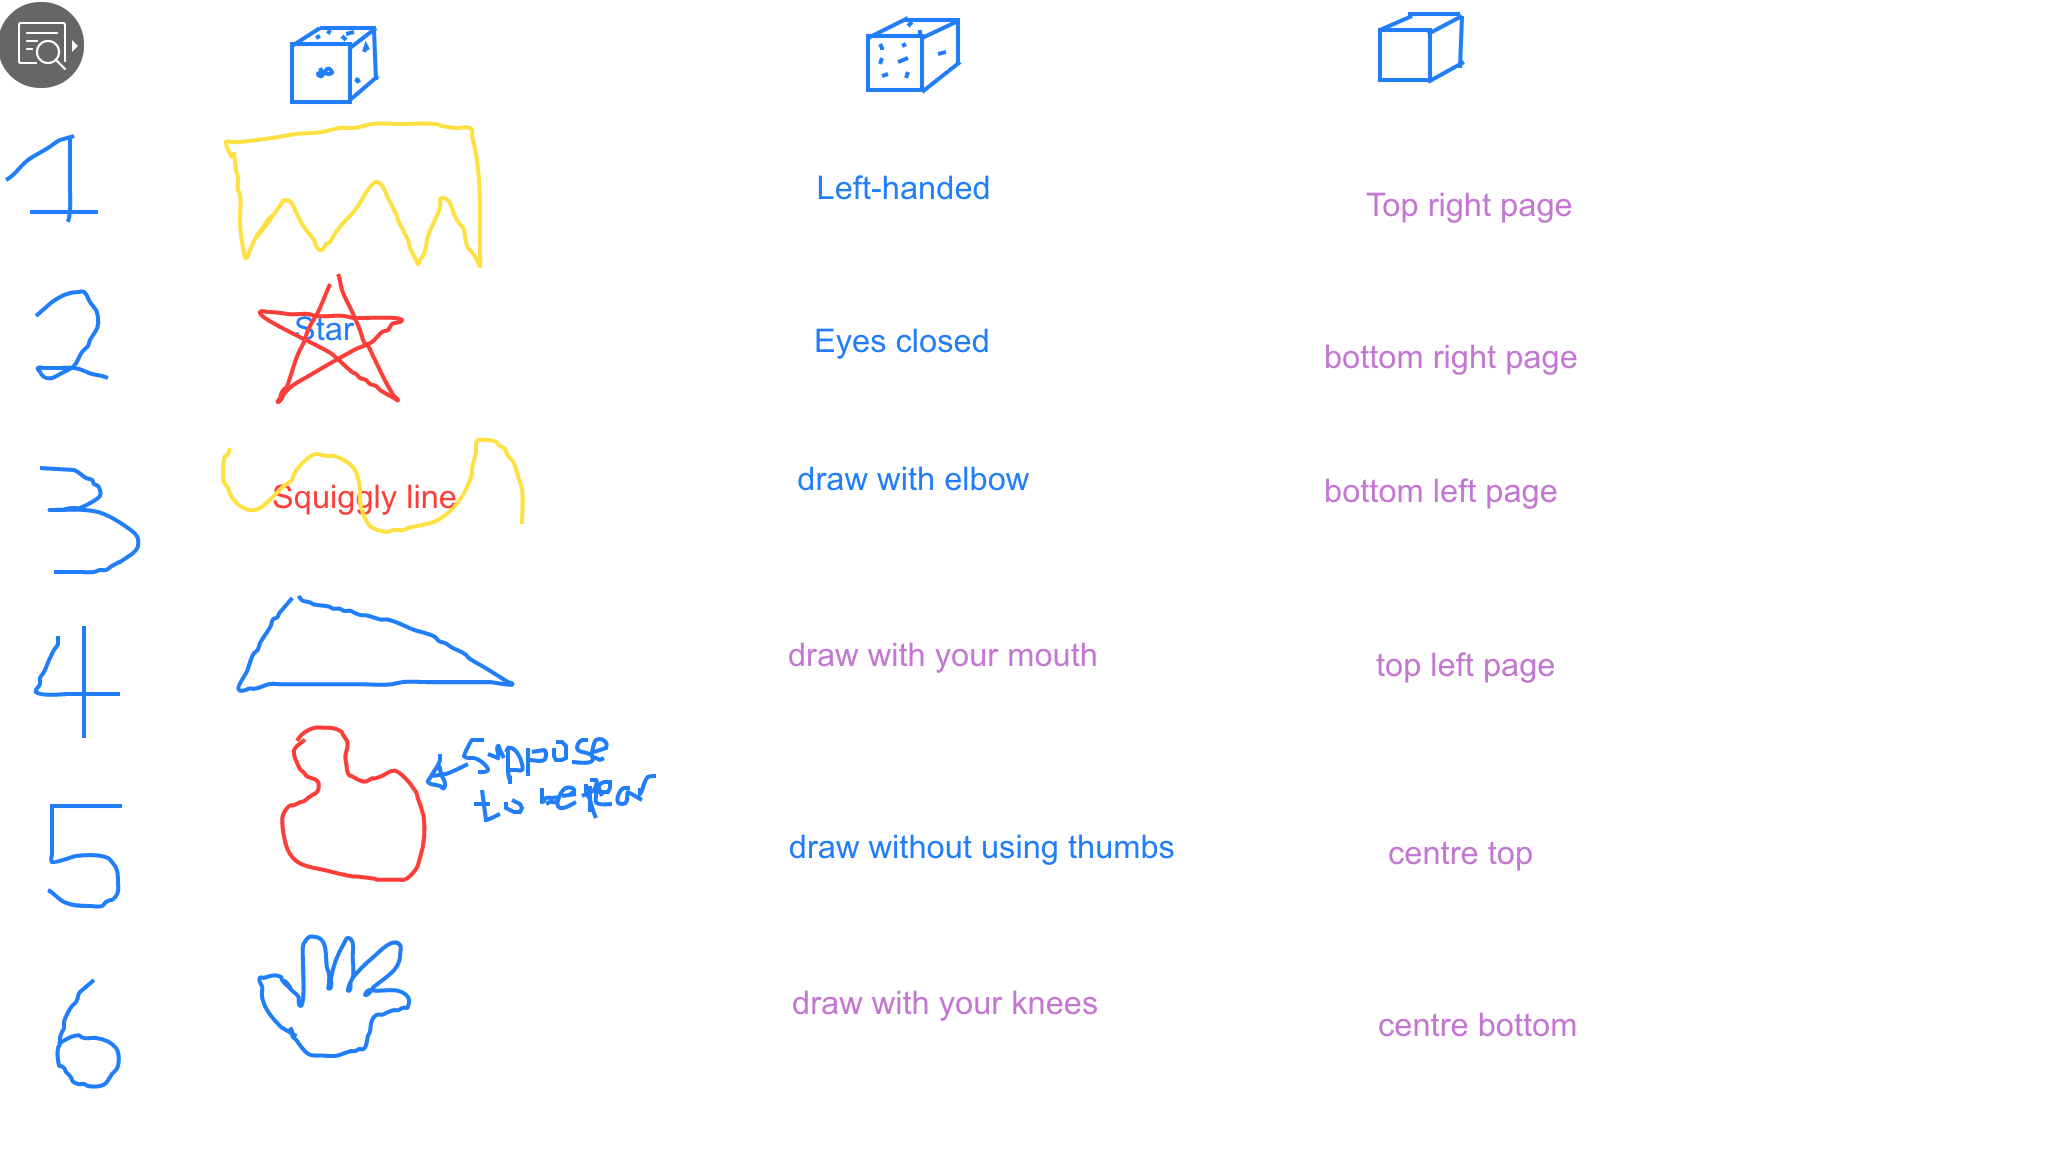 1
Left-handed
Top right page
2
Star
Eyes closed
bottom right page
3
Squiggly line
draw with elbow
bottom left page
4
draw with your mouth
top left page
5
suppose
to
draw without using thumbs
centre top
6
draw with your knees
centre bottom